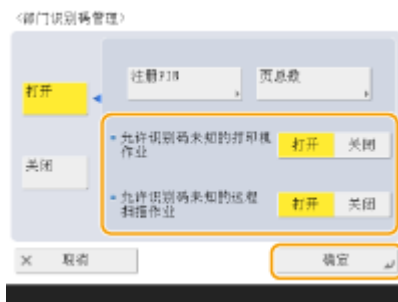 <部门识别码管理>
打开
注册PIN
页总数
允许识别码未知的打印机
作业
打开 关闭
关闭
允许识别码未知的远程
扫描作业
打开 关闭
× 取消
确定